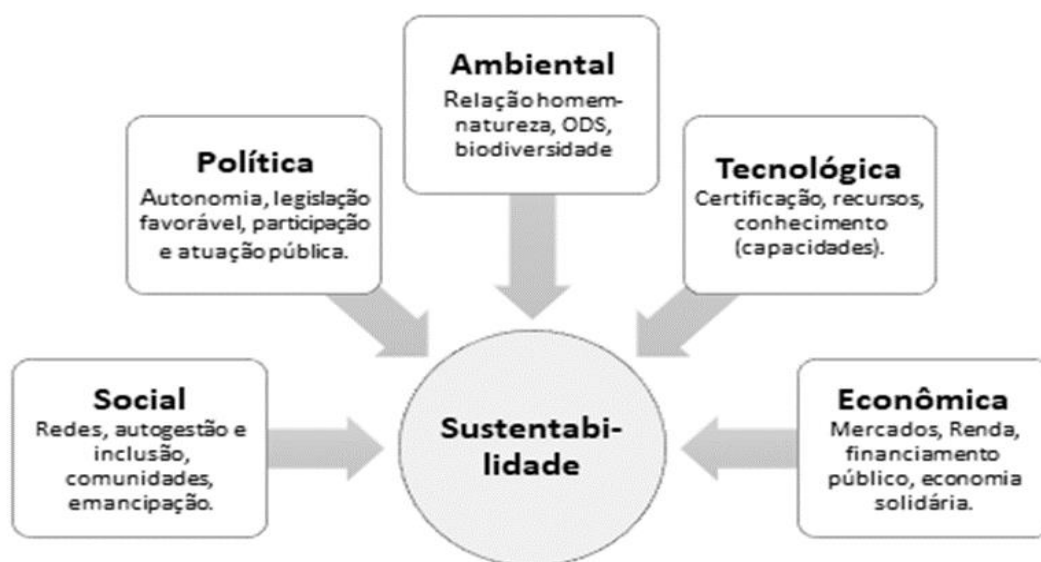 Ambiental
Relação homem-
natureza, ODS,
biodiversidade
Política
Autonomia, legislação
favorável, participação
e atuação pública.
Tecnológica
Certificação, recursos,
conhecimento
(capacidades).
Social
Redes, autogestão e
inclusão,
comunidades,
emancipação.
Sustentabi-
lidade
Econômica
Mercados, Renda,
financiamento
público, economia
solidária.